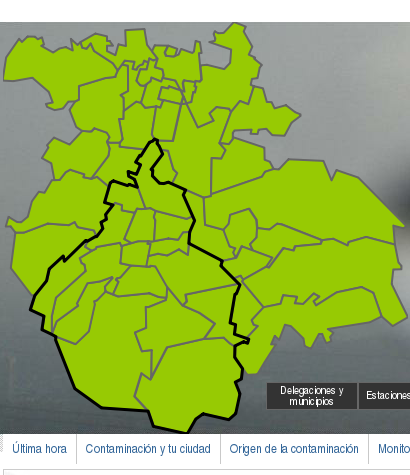 Delegaciones y
municipios
Estaciones
Última hora
Contaminación y tu ciudad
Origen de la contaminación
Monito